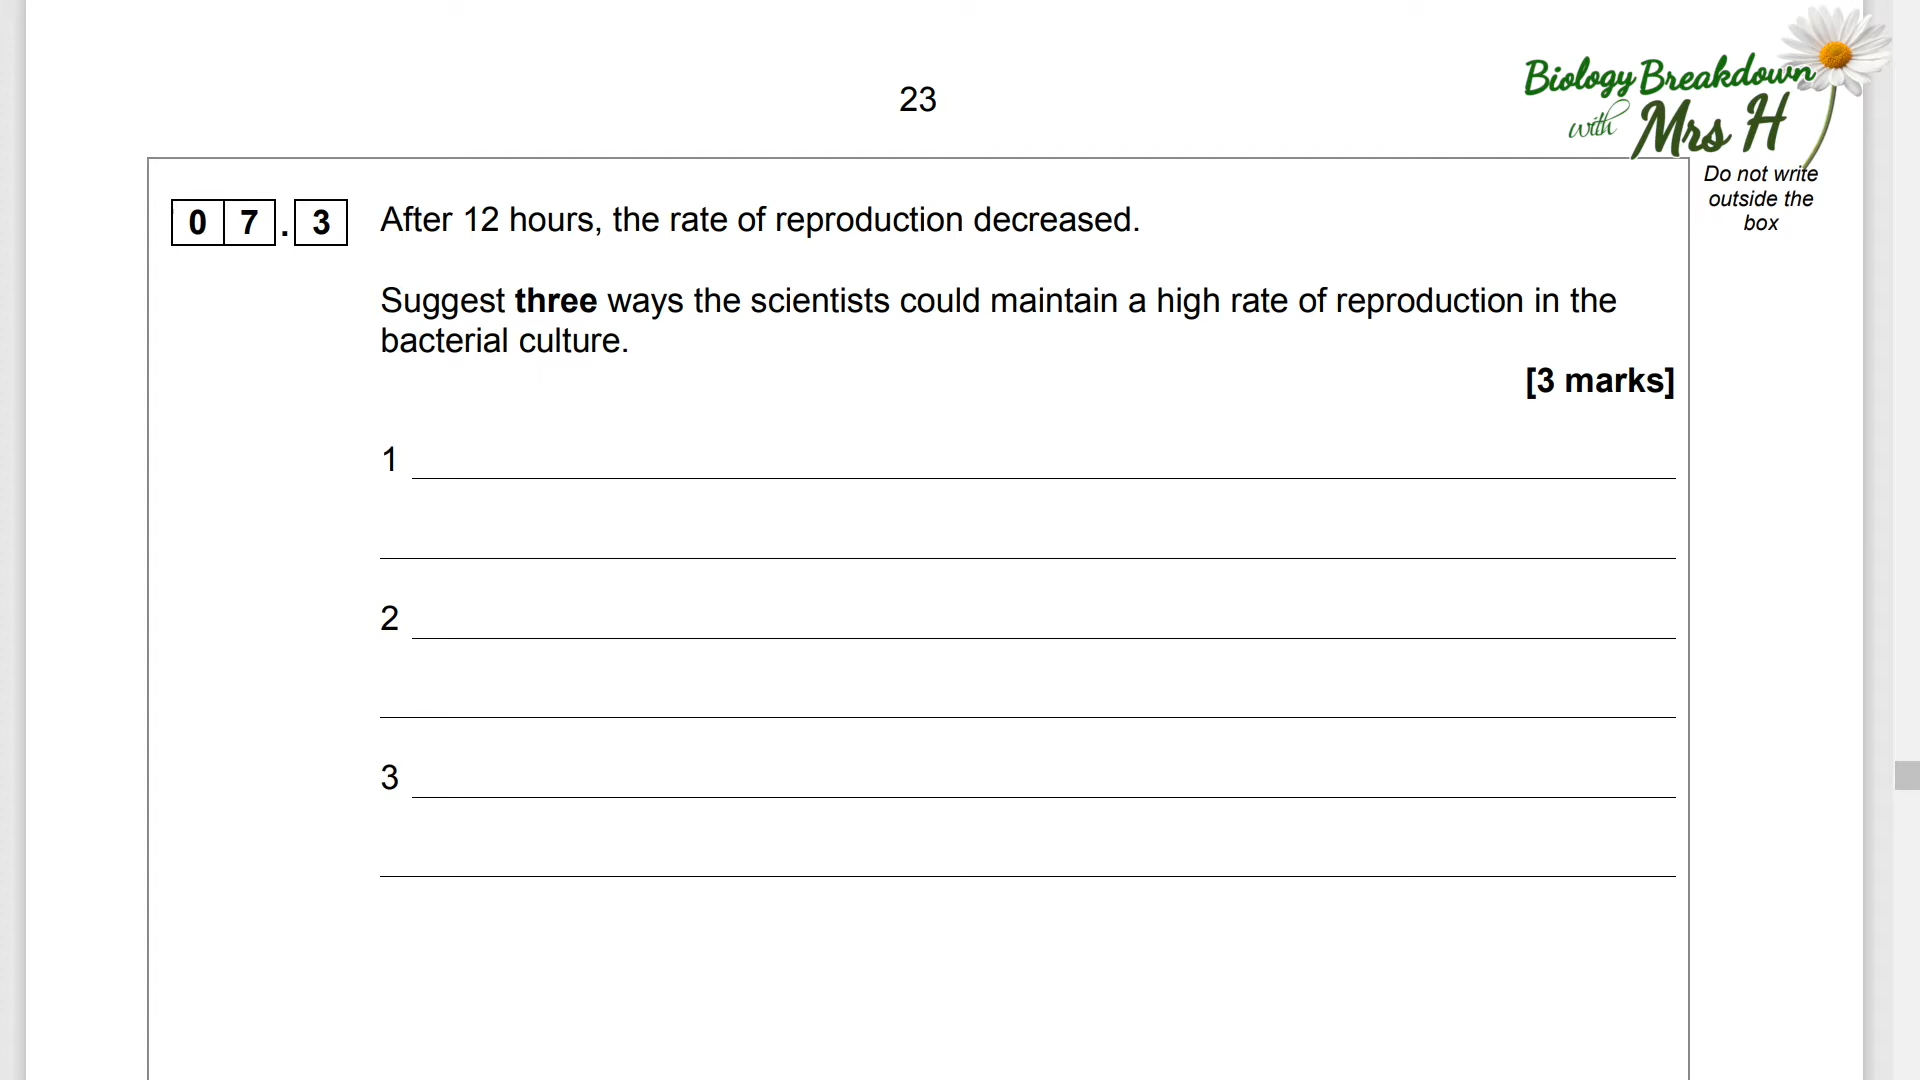 23
Biology Breakdown
with Mrs H
Do not write
outside the
box
0 7 . 3 After 12 hours, the rate of reproduction decreased.
Suggest three ways the scientists could maintain a high rate of reproduction in the
bacterial culture.
[3 marks]
1
2
3